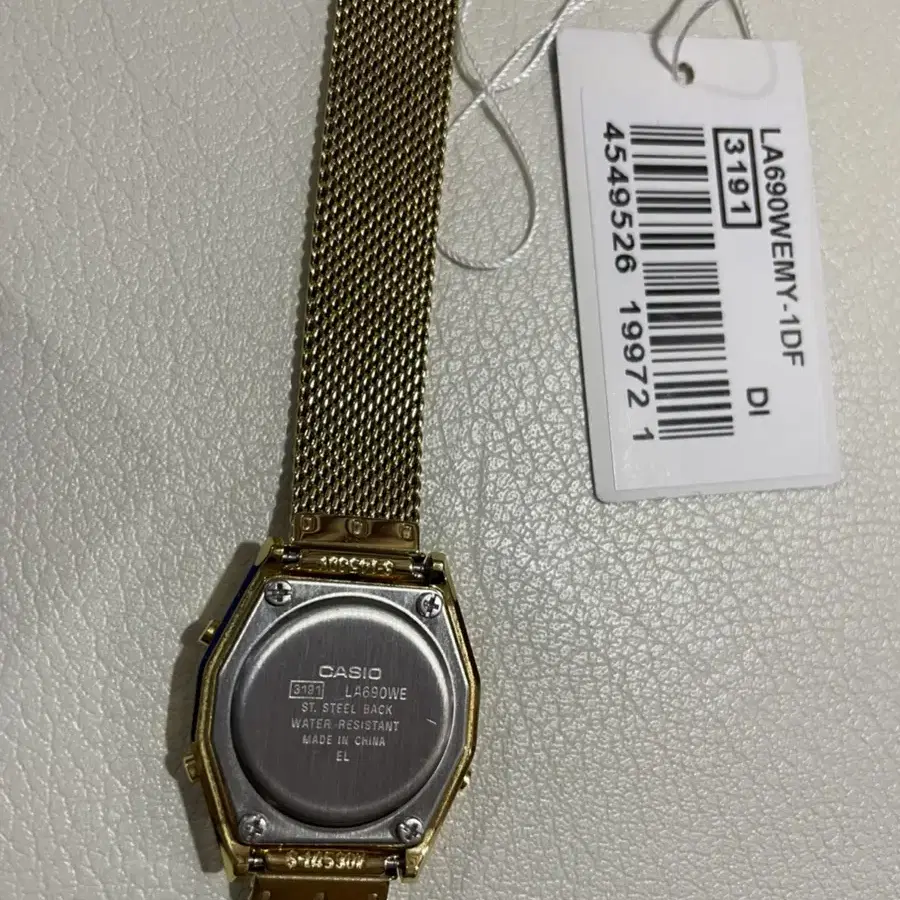 LA690WEMY-1DF
3191
DI
4549526 199721
CASIO
3191 LA690WE
ST. STEEL BACK
WATER RESISTANT
MADE IN CHINA
EL